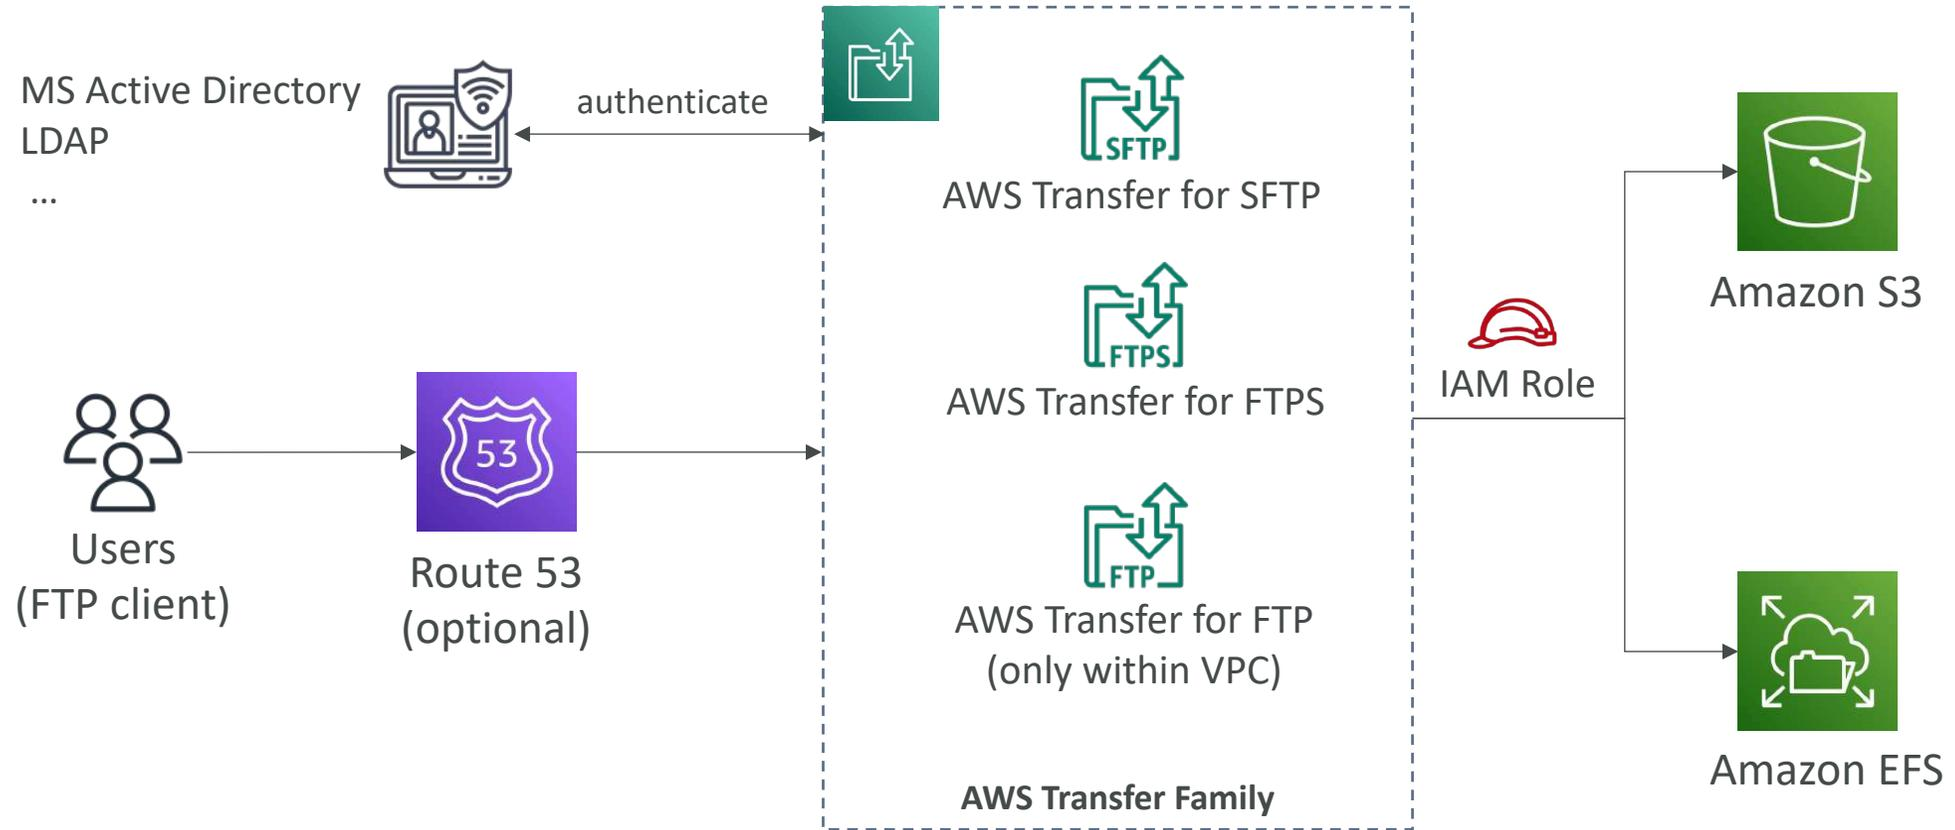 MS Active Directory
LDAP
...
authenticate
SFTP
AWS Transfer for SFTP
FTPS
AWS Transfer for FTPS
FTP
AWS Transfer for FTP
(only within VPC)
AWS Transfer Family
Users
(FTP client)
53
Route 53
(optional)
IAM Role
Amazon S3
Amazon EFS